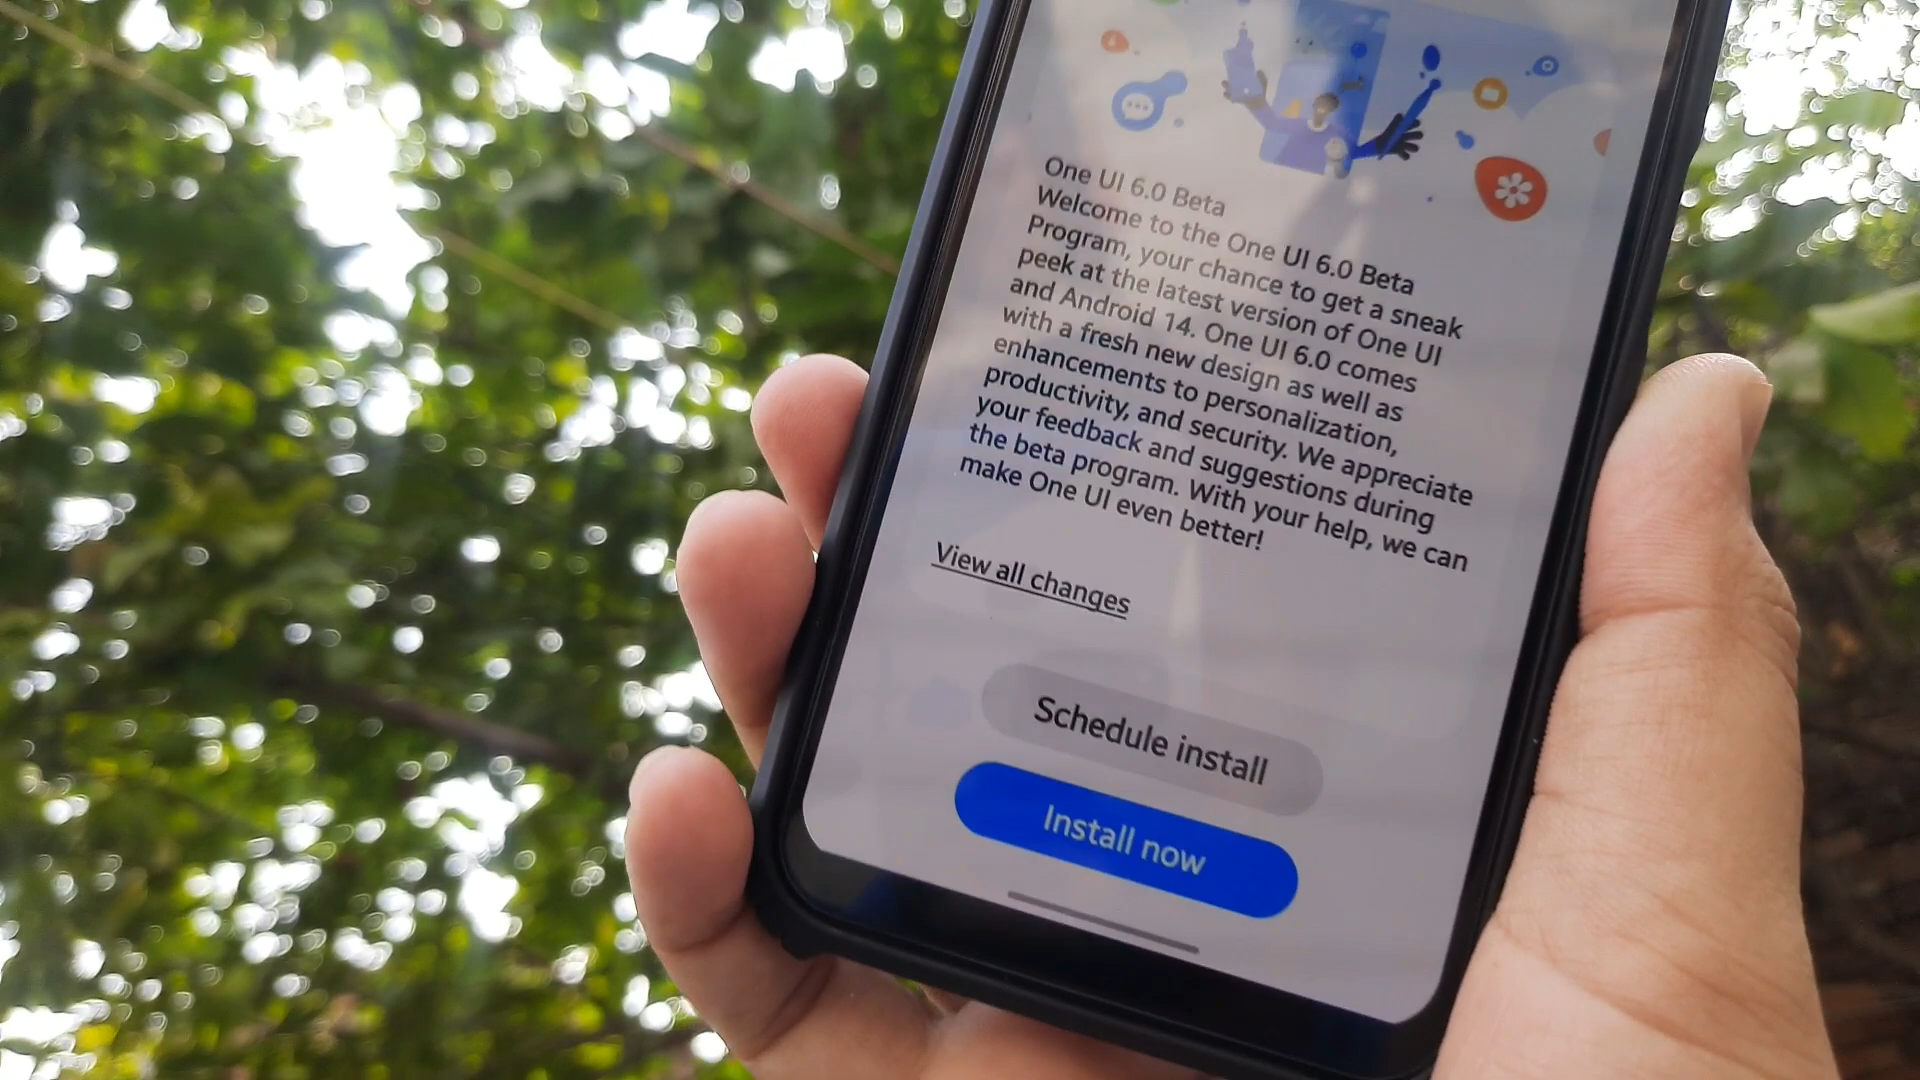 One UI 6.0 Beta
Welcome to the One UI 6.0 Beta
Program, your chance to get a sneak
peek at the latest version of One UI
and Android 14. One UI 6.0 comes
with a fresh new design as well as
enhancements to personalization,
productivity, and security. We appreciate
your feedback and suggestions during
the beta program. With your help, we can
make One UI even better!
View all changes
Schedule install
Install now